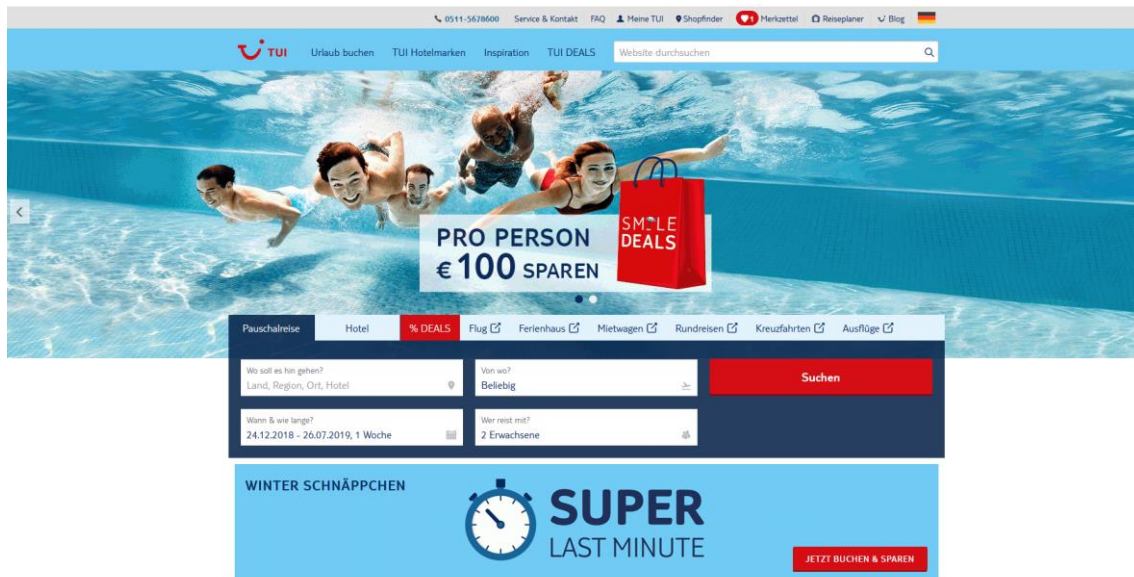 0511-5678600 Service & Kontakt FAQ Meine TUI Shopfinder 1 Merkzettel Reiseplaner Blog
TUI Urlaub buchen TUI Hotelmarken Inspiration TUI DEALS Website durchsuchen
SMILE
DEALS
PRO PERSON
€ 100 SPAREN
Pauschalreise Hotel % DEALS Flug Ferienhaus Mietwagen Rundreisen Kreuzfahrten Ausflüge
Wo soll es hin gehen?
Land, Region, Ort, Hotel
Von wo?
Beliebig
Suchen
Wann & wie lange?
24.12.2018 - 26.07.2019, 1 Woche
Wer reist mit?
2 Erwachsene
WINTER SCHNÄPPCHEN
SUPER
LAST MINUTE
JETZT BUCHEN & SPAREN